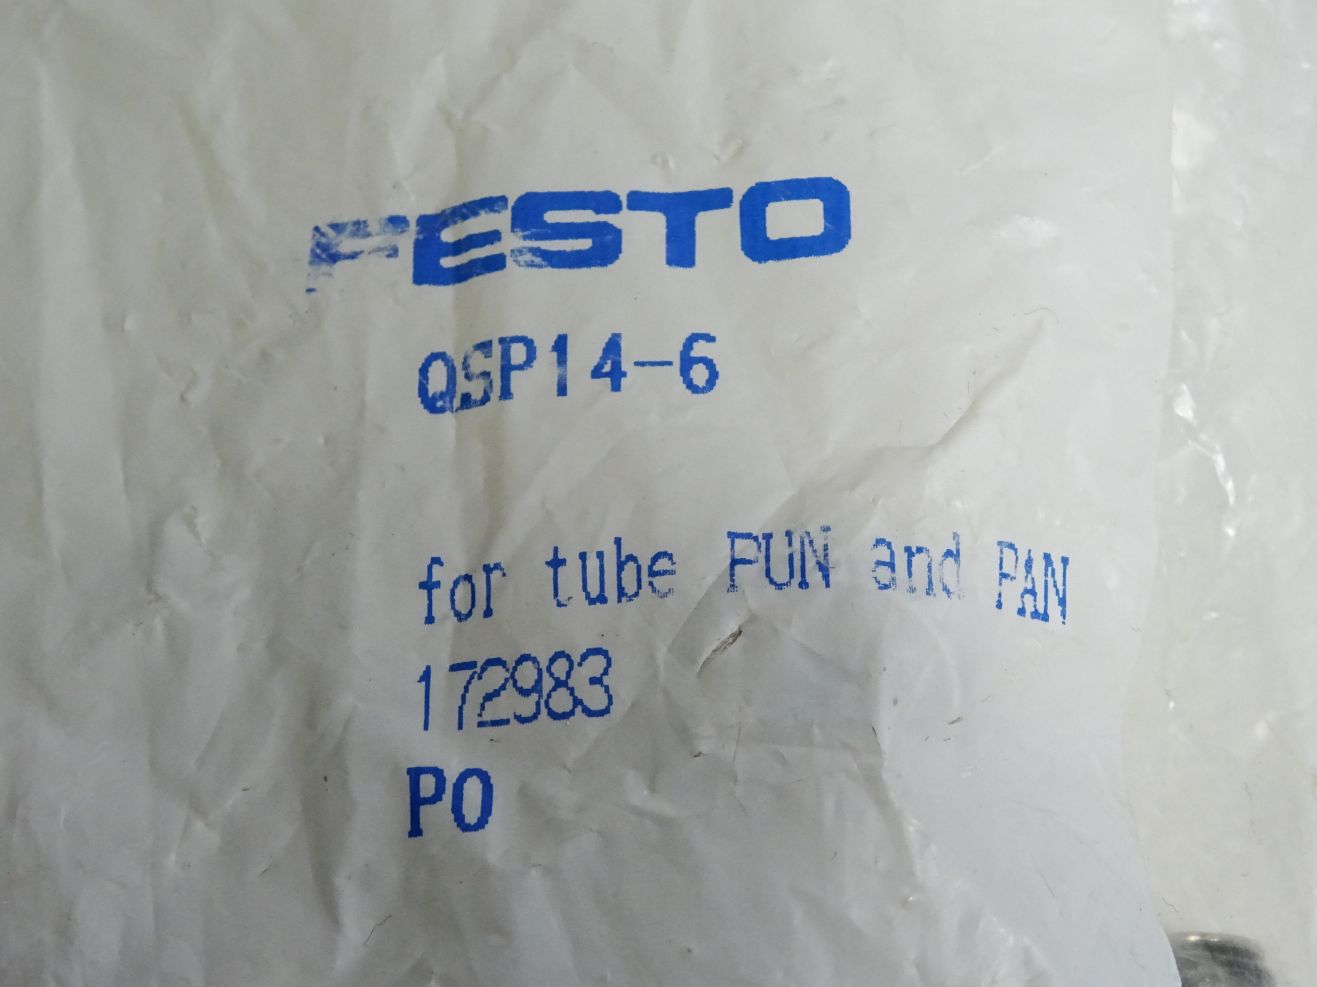 FESTO
QSP14-6
for tube PUN and PAN
172983
PO